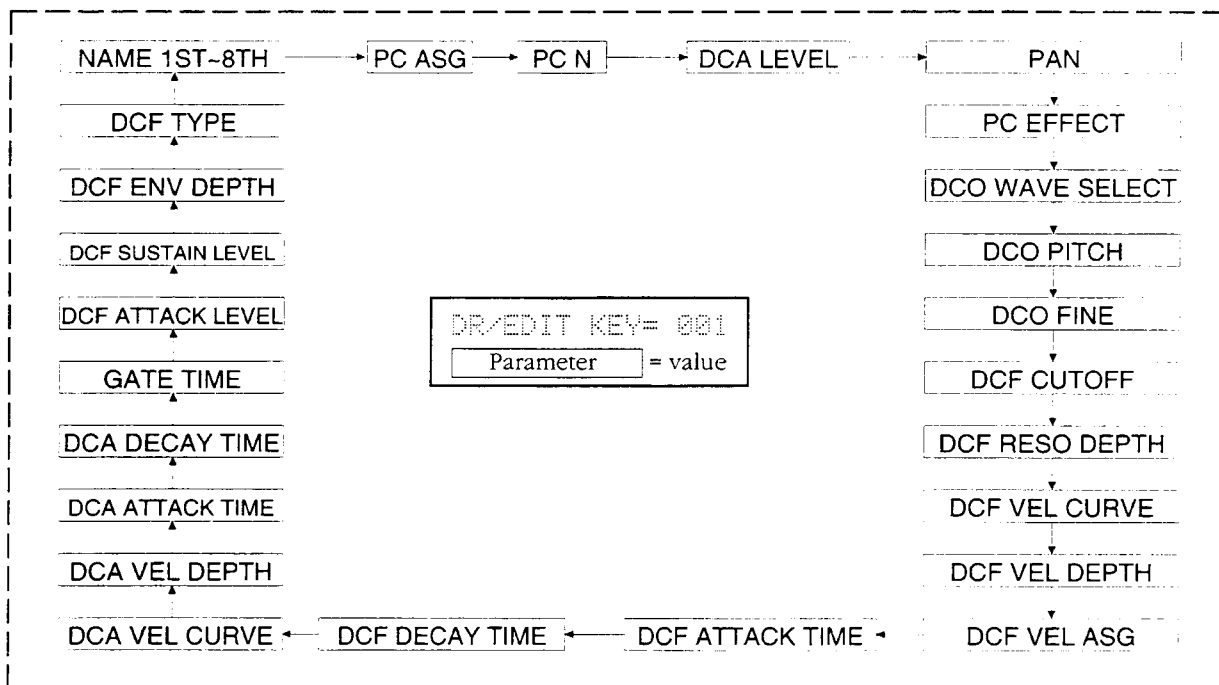 NAME 1ST~8TH
PC ASG
PC N
DCA LEVEL
PAN
DCF TYPE
PC EFFECT
DCF ENV DEPTH
DCO WAVE SELECT
DCF SUSTAIN LEVEL
DCO PITCH
DCF ATTACK LEVEL
DR/EDIT KEY= 001
Parameter = value
DCO FINE
GATE TIME
DCF CUTOFF
DCA DECAY TIME
DCF RESO DEPTH
DCA ATTACK TIME
DCF VEL CURVE
DCA VEL DEPTH
DCF VEL DEPTH
DCA VEL CURVE
DCF DECAY TIME
DCF ATTACK TIME
DCF VEL ASG